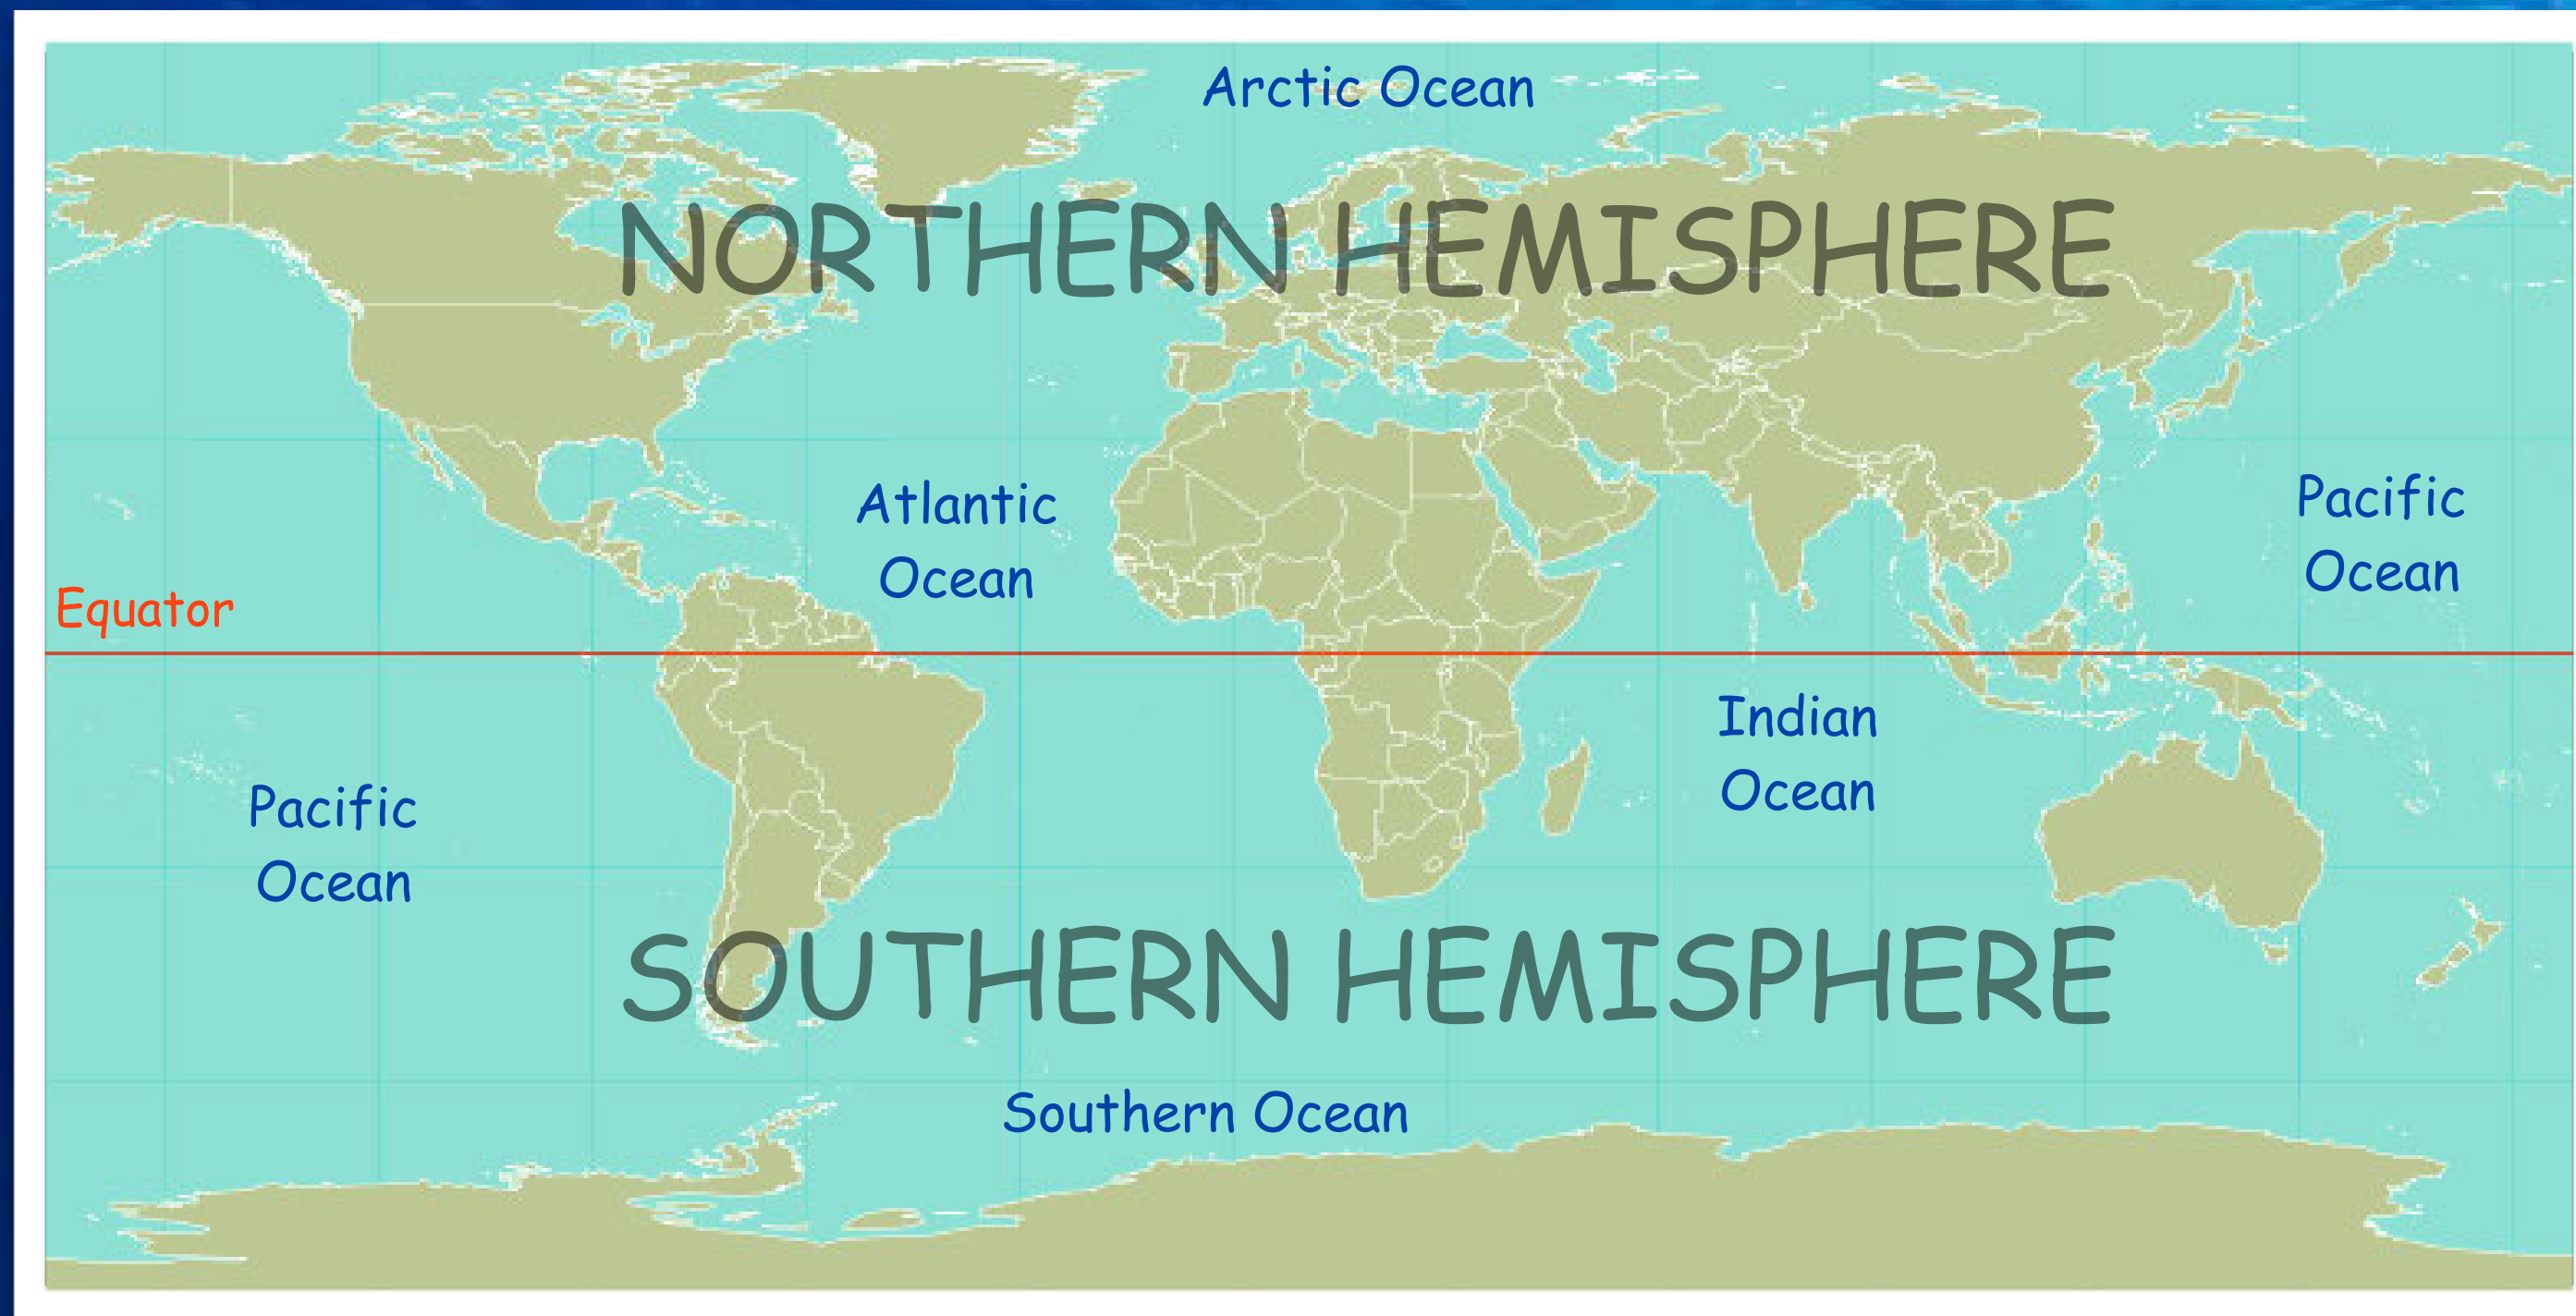 Arctic Ocean
NORTHERN HEMISPHERE
Atlantic
Ocean
Pacific
Ocean
Equator
Indian
Ocean
Pacific
Ocean
SOUTHERN HEMISPHERE
Southern Ocean